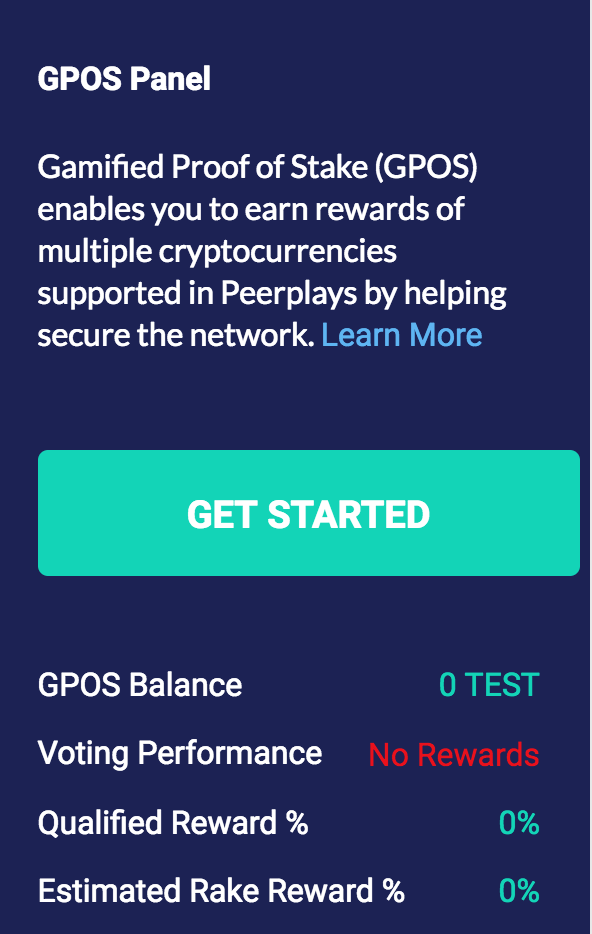 GPOS Panel
Gamified Proof of Stake (GPOS)
enables you to earn rewards of
multiple cryptocurrencies
supported in Peerplays by helping
secure the network. Learn More
GET STARTED
GPOS Balance 0 TEST
Voting Performance No Rewards
Qualified Reward % 0%
Estimated Rake Reward % 0%